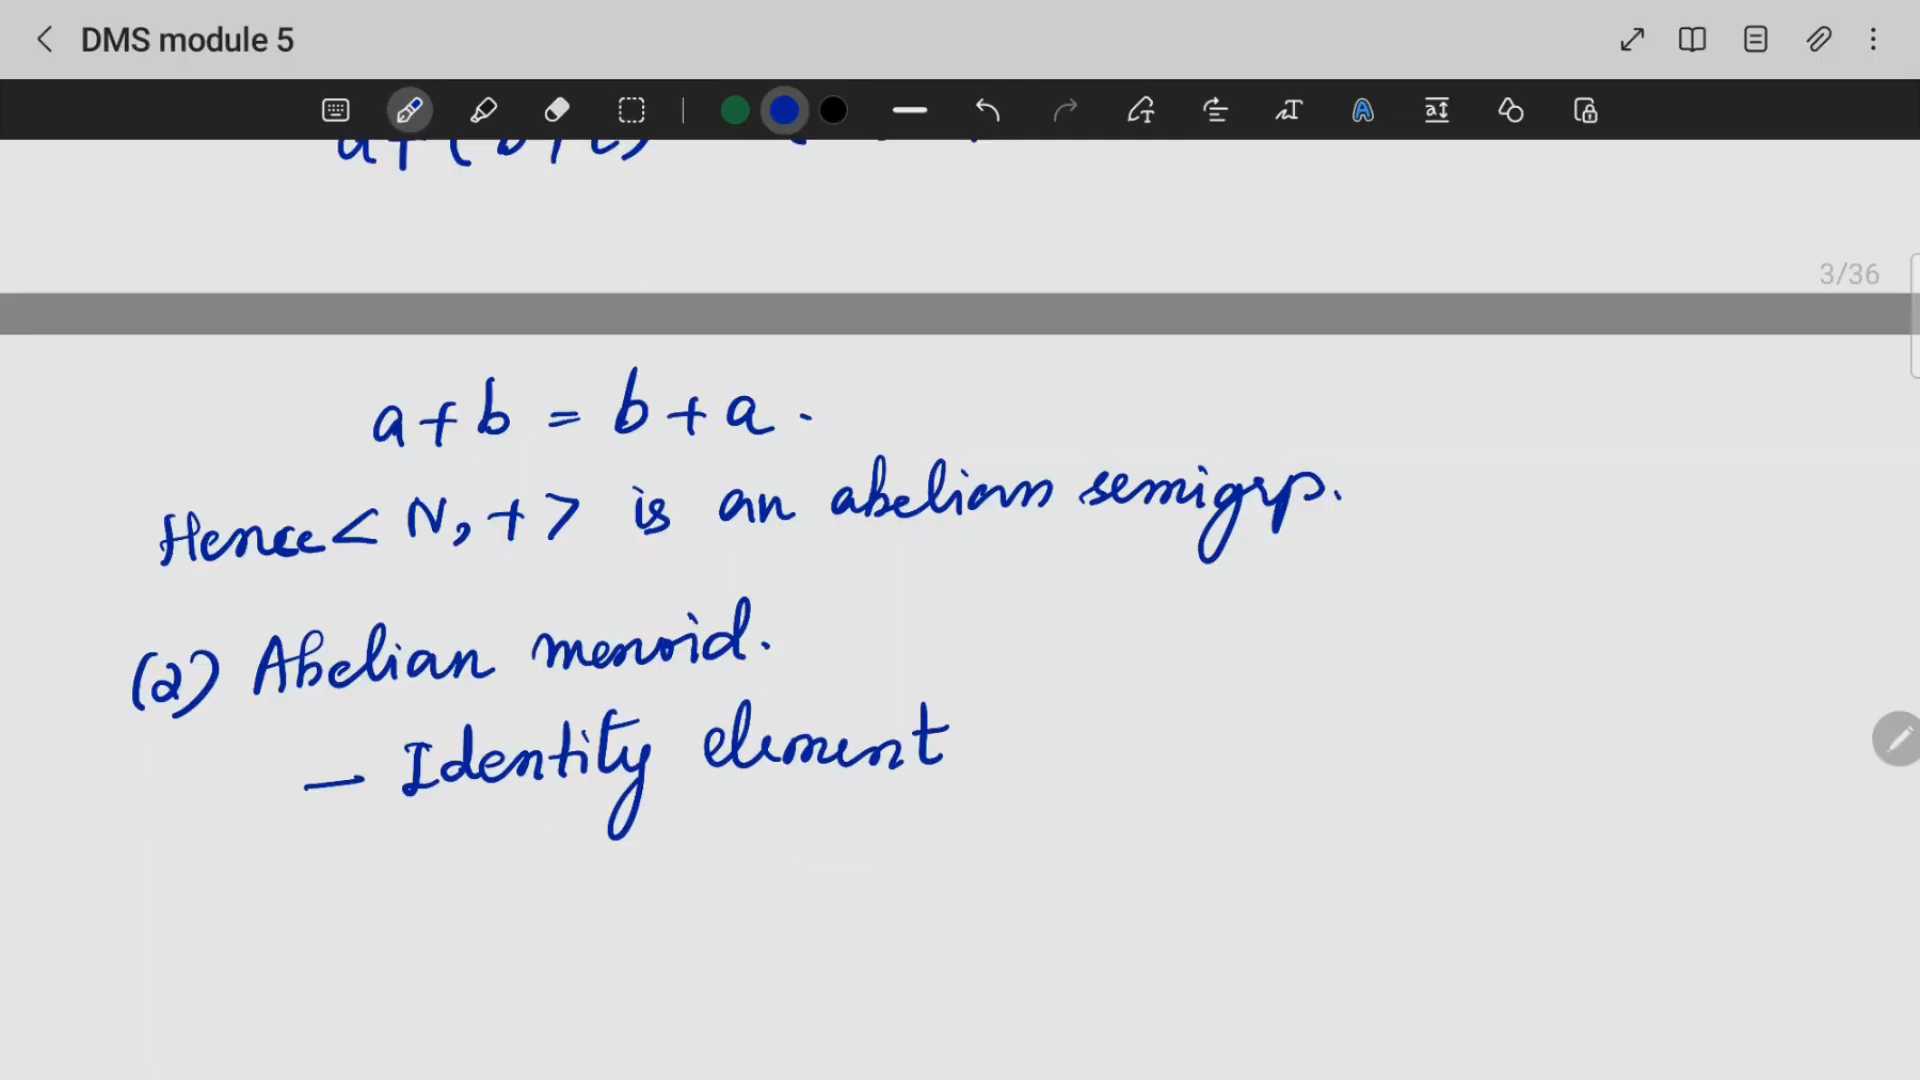 DMS module 5
a+(b+c)
3/36
a+b = b+a.
Hence < N, + > is an abelian semigrp.
(2) Abelian monoid.
— Identity element